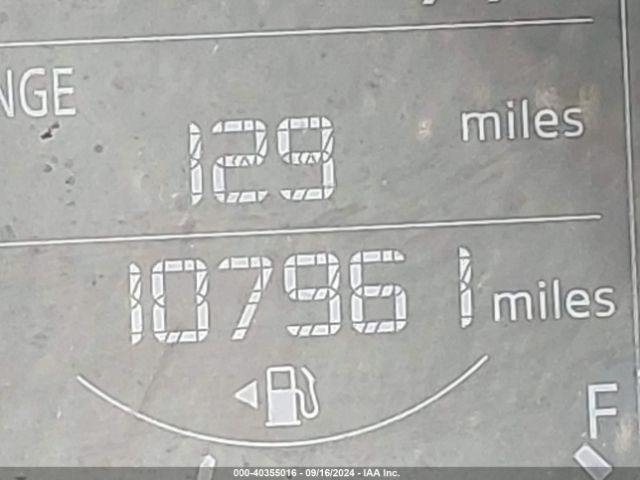 NGE
miles
129
107961 miles
F
000-40355016 - 09/16/2024 - IAA Inc.